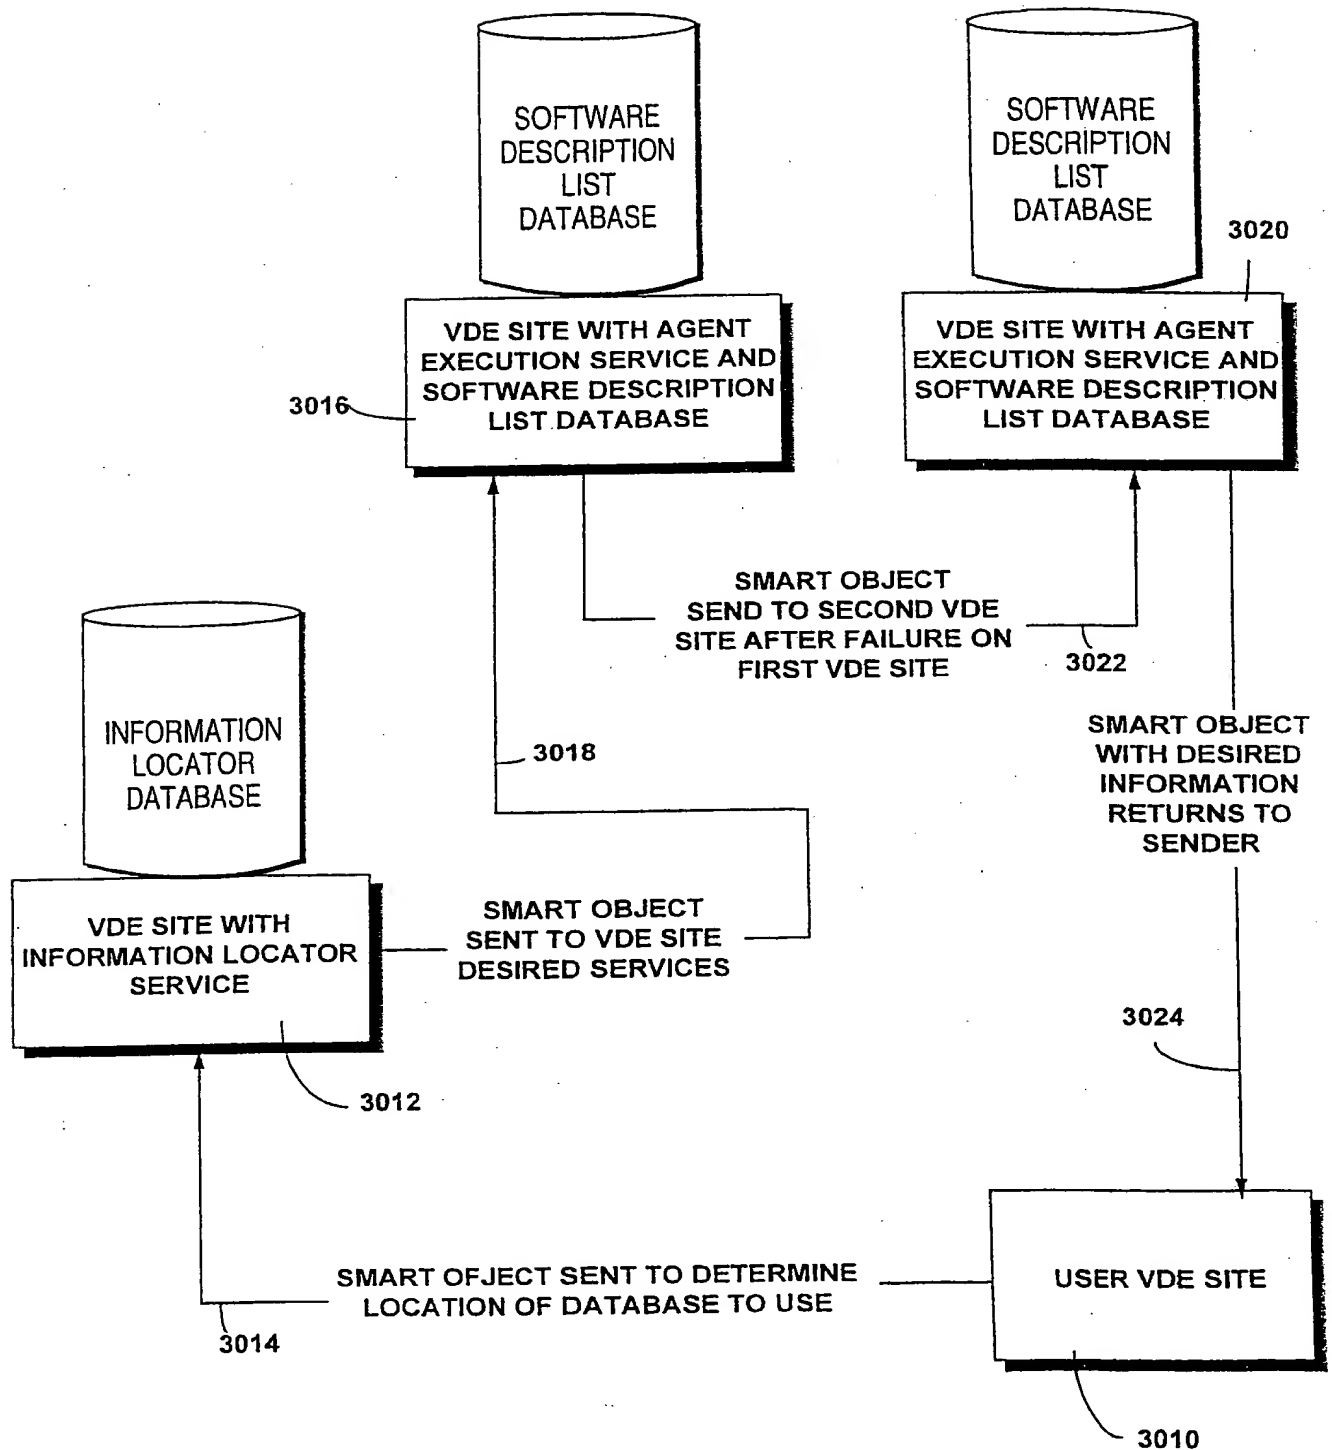 SOFTWARE
DESCRIPTION
LIST
DATABASE
SOFTWARE
DESCRIPTION
LIST
DATABASE
3020
VDE SITE WITH AGENT
EXECUTION SERVICE AND
SOFTWARE DESCRIPTION
LIST DATABASE
VDE SITE WITH AGENT
EXECUTION SERVICE AND
SOFTWARE DESCRIPTION
LIST DATABASE
3016
SMART OBJECT
SEND TO SECOND VDE
SITE AFTER FAILURE ON
FIRST VDE SITE
3022
INFORMATION
LOCATOR
DATABASE
3018
SMART OBJECT
WITH DESIRED
INFORMATION
RETURNS TO
SENDER
VDE SITE WITH
INFORMATION LOCATOR
SERVICE
SMART OBJECT
SENT TO VDE SITE
DESIRED SERVICES
3024
3012
SMART OFJECT SENT TO DETERMINE
LOCATION OF DATABASE TO USE
USER VDE SITE
3014
3010